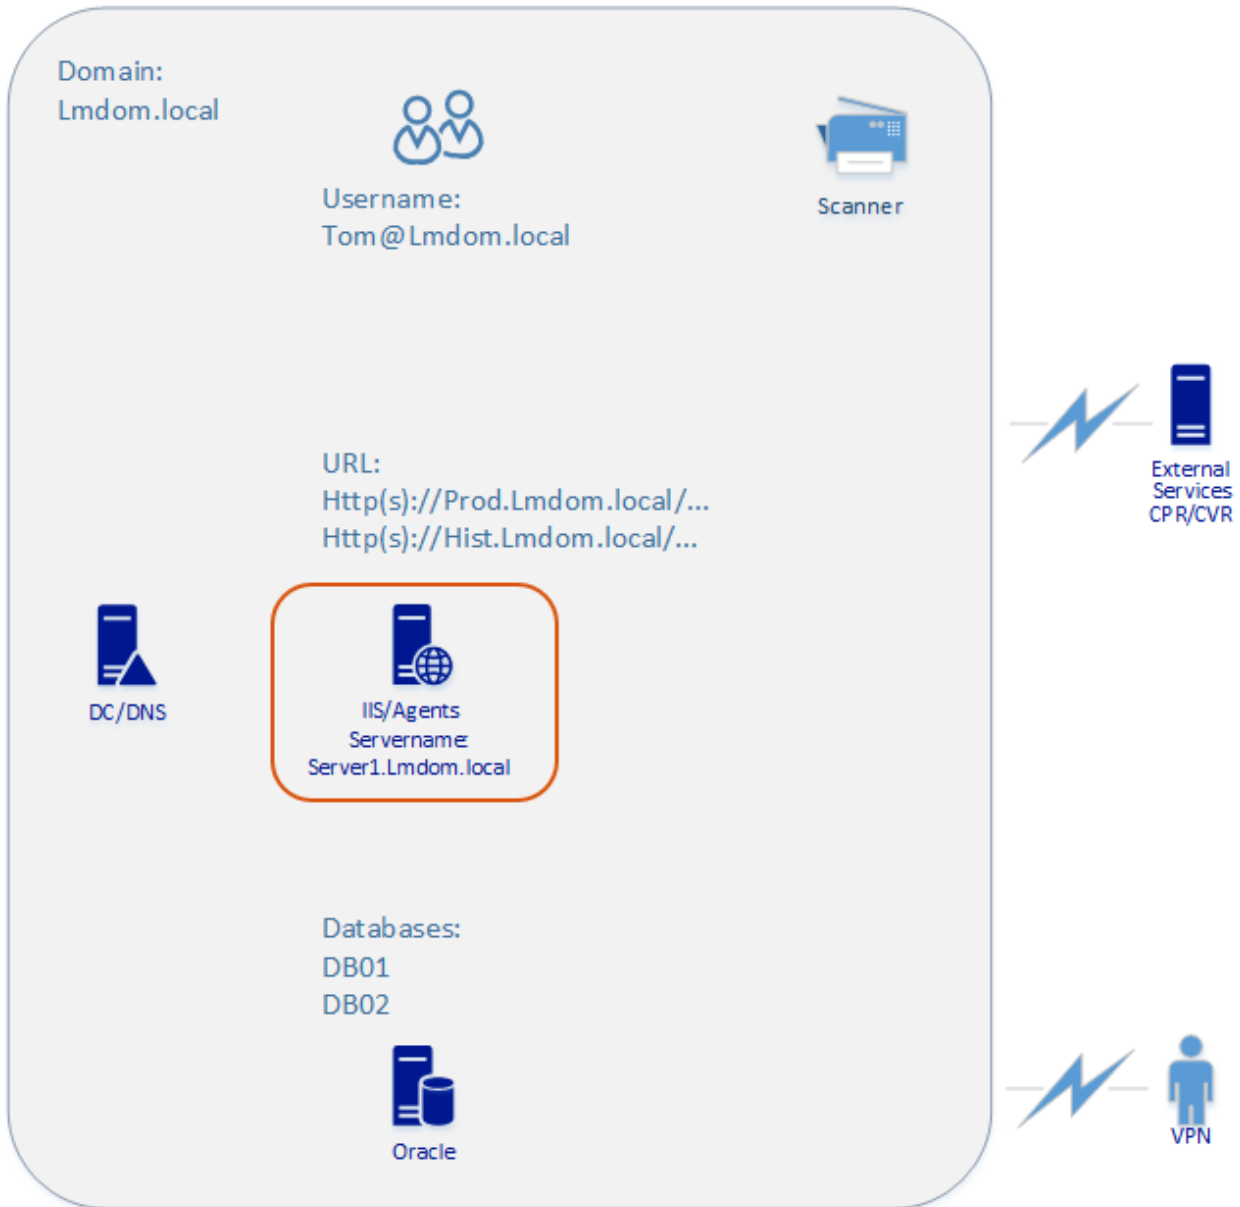 Domain:
Lmdom.local
Username:
Tom@Lmdom.local
Scanner
URL:
Http(s)://Prod.Lmdom.local/...
Http(s)://Hist.Lmdom.local/...
External
Services
CPR/CVR
DC/DNS
IIS/Agents
Servername:
Server1.Lmdom.local
Databases:
DB01
DB02
Oracle
VPN